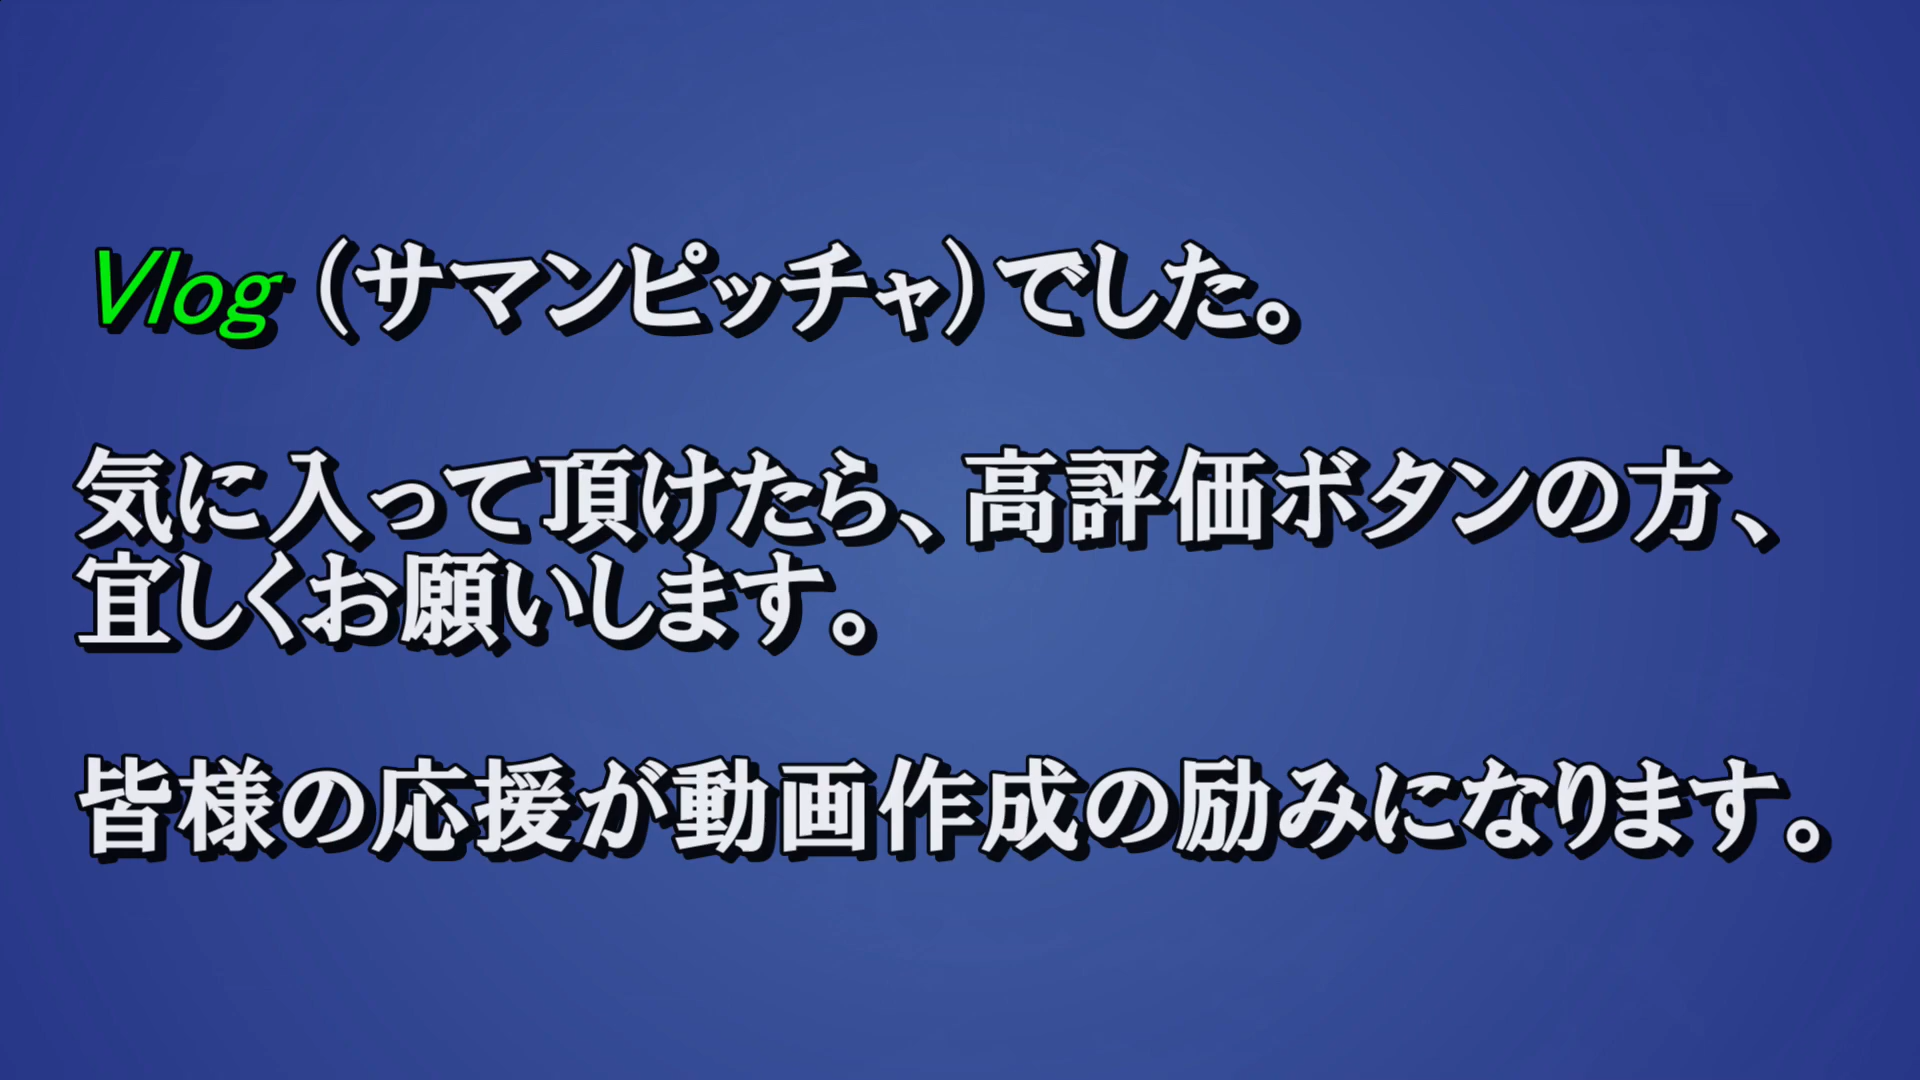 Vlog（サマンピッチャ）でした。
気に入って頂けたら、高評価ボタンの方、
宜しくお願いします。
皆様の応援が動画作成の励みになります。